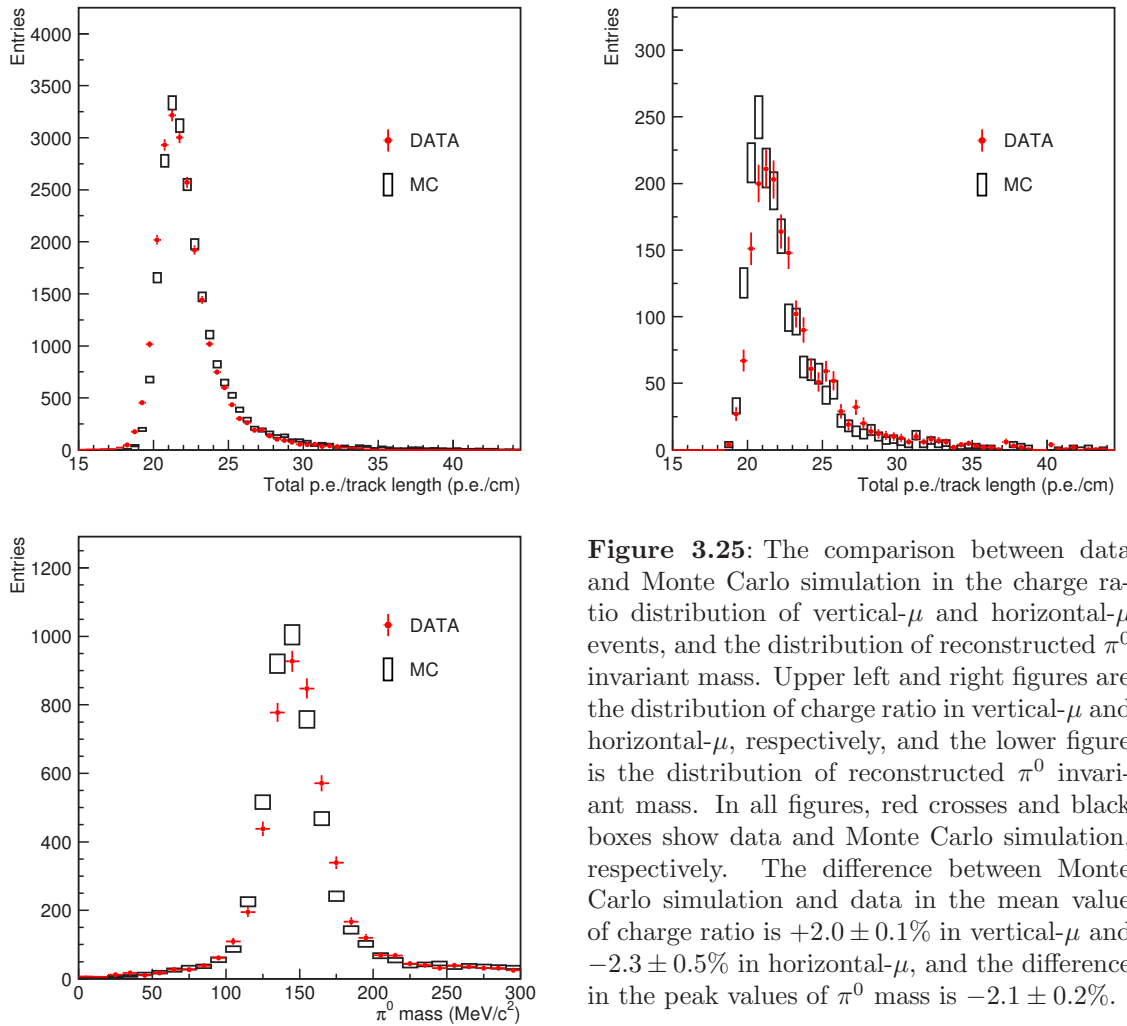 Entries
4000
3500
3000
2500
2000
1500
1000
500
0
DATA
MC
15 20 25 30 35 40
Total p.e./track length (p.e./cm)
Entries
300
250
200
150
100
50
0
DATA
MC
15 20 25 30 35 40
Total p.e./track length (p.e./cm)
Entries
1200
1000
800
600
400
200
0
DATA
MC
0 50 100 150 200 250 300
π⁰ mass (MeV/c²)
Figure 3.25: The comparison between data
and Monte Carlo simulation in the charge ra-
tio distribution of vertical-μ and horizontal-μ
events, and the distribution of reconstructed π⁰
invariant mass. Upper left and right figures are
the distribution of charge ratio in vertical-μ and
horizontal-μ, respectively, and the lower figure
is the distribution of reconstructed π⁰ invari-
ant mass. In all figures, red crosses and black
boxes show data and Monte Carlo simulation,
respectively. The difference between Monte
Carlo simulation and data in the mean value
of charge ratio is +2.0 ± 0.1% in vertical-μ and
−2.3 ± 0.5% in horizontal-μ, and the difference
in the peak values of π⁰ mass is −2.1 ± 0.2%.